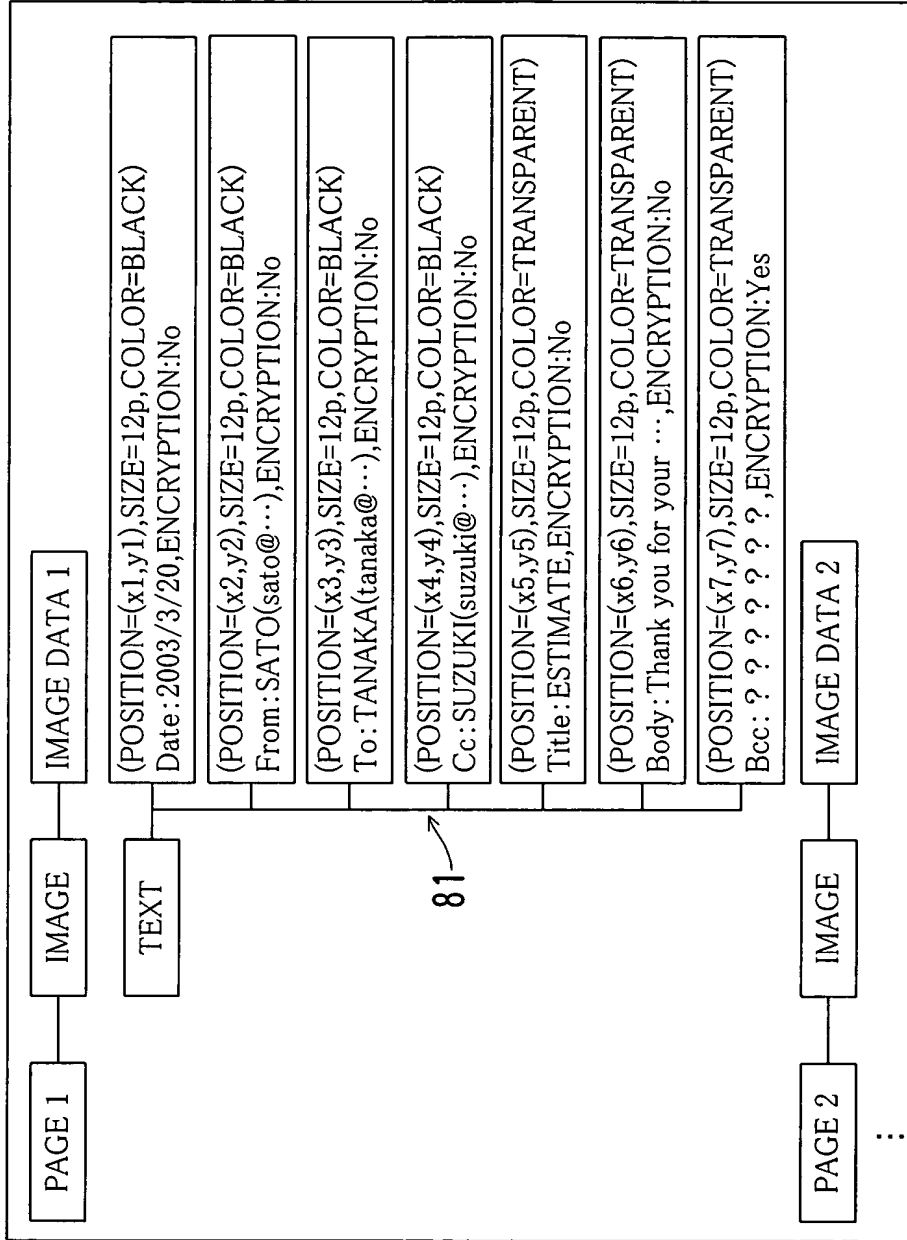 PAGE 1
IMAGE
IMAGE DATA 1
TEXT
(POSITION=(x1,y1),SIZE=12p,COLOR=BLACK)
Date:2003/3/20,ENCRYPTION:No
(POSITION=(x2,y2),SIZE=12p,COLOR=BLACK)
From:SATO(sato@⋯),ENCRYPTION:No
(POSITION=(x3,y3),SIZE=12p,COLOR=BLACK)
To:TANAKA(tanaka@⋯),ENCRYPTION:No
(POSITION=(x4,y4),SIZE=12p,COLOR=BLACK)
Cc:SUZUKI(suzuki@⋯),ENCRYPTION:No
(POSITION=(x5,y5),SIZE=12p,COLOR=TRANSPARENT)
Title:ESTIMATE,ENCRYPTION:No
(POSITION=(x6,y6),SIZE=12p,COLOR=TRANSPARENT)
Body:Thank you for your ⋯,ENCRYPTION:No
(POSITION=(x7,y7),SIZE=12p,COLOR=TRANSPARENT)
Bcc:? ? ? ? ? ? ? ?,ENCRYPTION:Yes
81
PAGE 2
IMAGE
IMAGE DATA 2
⋯